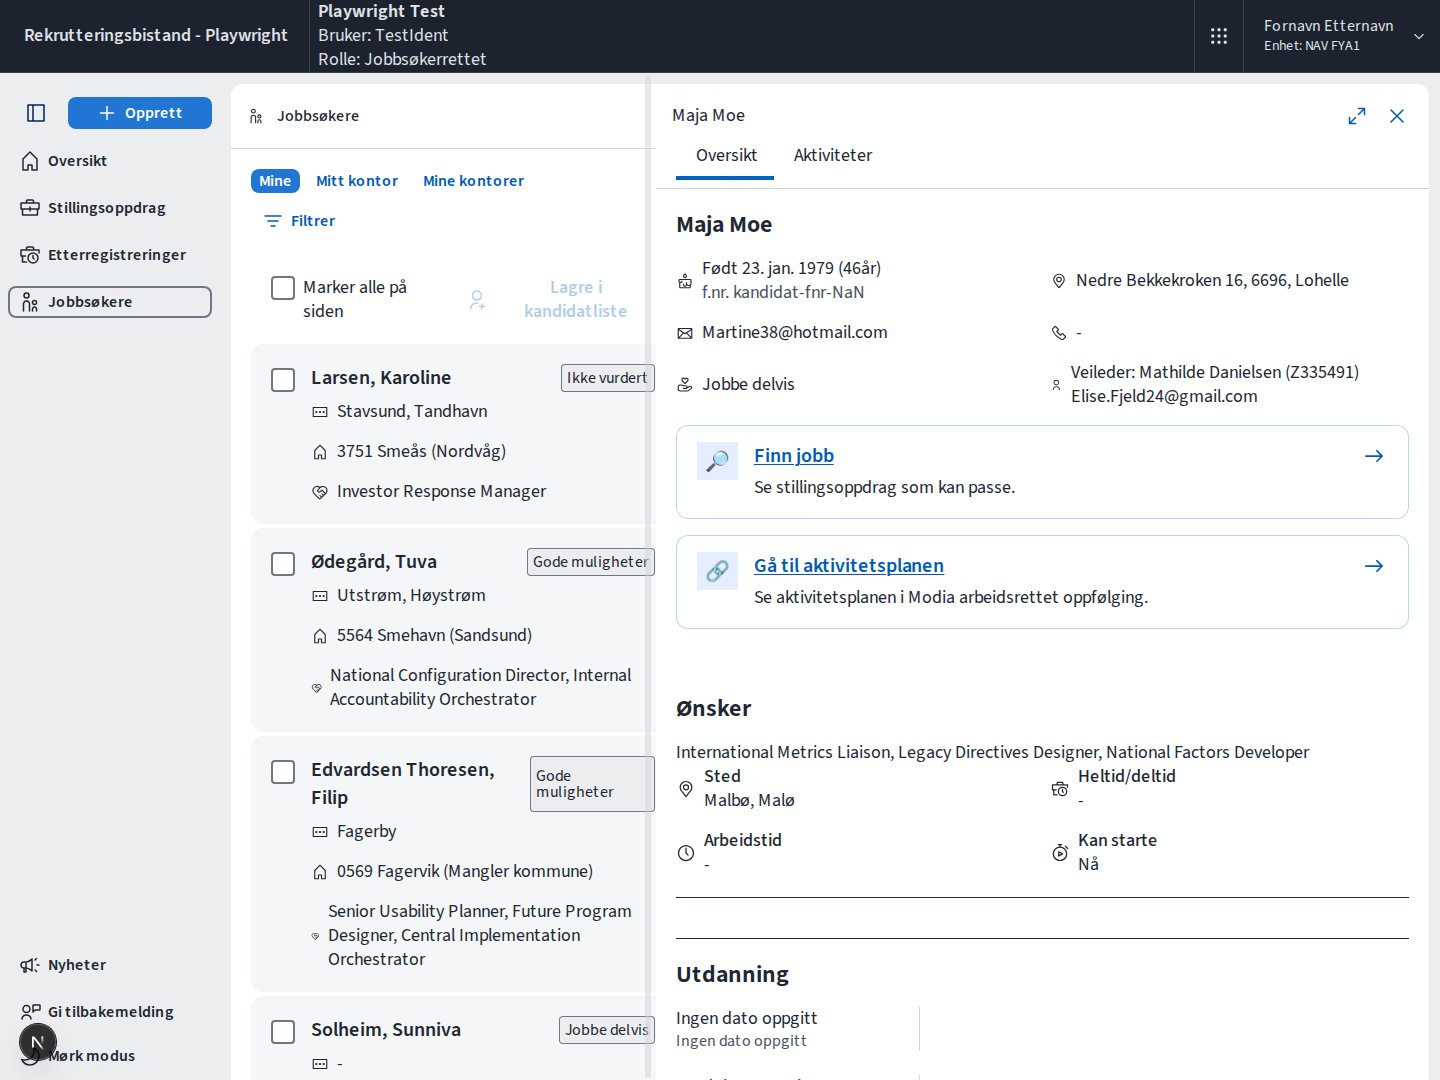 Rekrutteringsbistand - Playwright
Playwright Test
Bruker: TestIdent
Rolle: Jobbsøkerrettet
Fornavn Etternavn
Enhet: NAV FYA1
Opprett
Oversikt
Stillingsoppdrag
Etterregistreringer
Jobbsøkere
Nyheter
Gi tilbakemelding
N
Mørk modus
Jobbsøkere
Mine
Mitt kontor
Mine kontorer
Filtrer
Marker alle på
siden
Lagre i
kandidatliste
Larsen, Karoline
Ikke vurdert
Stavsund, Tandhavn
3751 Smeås (Nordvåg)
Investor Response Manager
Ødegård, Tuva
Gode muligheter
Utstrøm, Høystrøm
5564 Smehavn (Sandsund)
National Configuration Director, Internal
Accountability Orchestrator
Edvardsen Thoresen,
Filip
Gode
muligheter
Fagerby
0569 Fagervik (Mangler kommune)
Senior Usability Planner, Future Program
Designer, Central Implementation
Orchestrator
Solheim, Sunniva
Jobbe delvis
-
Maja Moe
Oversikt
Aktiviteter
Maja Moe
Født 23. jan. 1979 (46år)
f.nr. kandidat-fnr-NaN
Nedre Bekkekroken 16, 6696, Lohelle
Martine38@hotmail.com
-
Jobbe delvis
Veileder: Mathilde Danielsen (Z335491)
Elise.Fjeld24@gmail.com
Finn jobb
Se stillingsoppdrag som kan passe.
Gå til aktivitetsplanen
Se aktivitetsplanen i Modia arbeidsrettet oppfølging.
Ønsker
International Metrics Liaison, Legacy Directives Designer, National Factors Developer
Sted
Malbø, Malø
Heltid/deltid
-
Arbeidstid
-
Kan starte
Nå
Utdanning
Ingen dato oppgitt
Ingen dato oppgitt